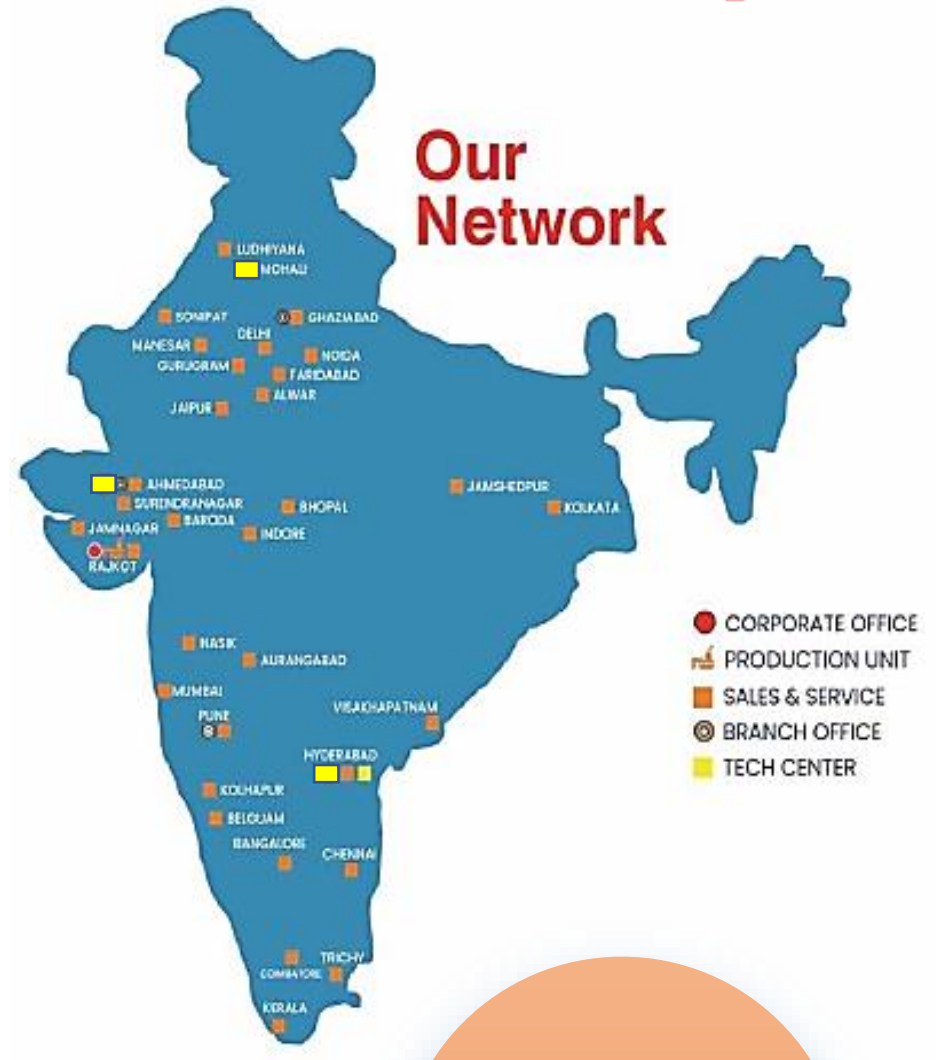 Our
Network
LUDHIYANA
MOHALI
SONIPAT
GHAZIABAD
DELHI
MANESAR
NOIDA
GURUGRAM
FARIDABAD
ALWAR
JAIPUR
AHMEDABAD
JAMSHEDPUR
SURENDRANAGAR
BHOPAL
KOLKATA
BARODA
JAMNAGAR
INDORE
RAJKOT
CORPORATE OFFICE
NASIK
AURANGABAD
PRODUCTION UNIT
MUMBAI
SALES & SERVICE
VISAKHAPATNAM
PUNE
BRANCH OFFICE
HYDERABAD
TECH CENTER
KOLHAPUR
BELGUAM
BANGALORE
CHENNAI
TRICHY
COIMBATORE
KERALA